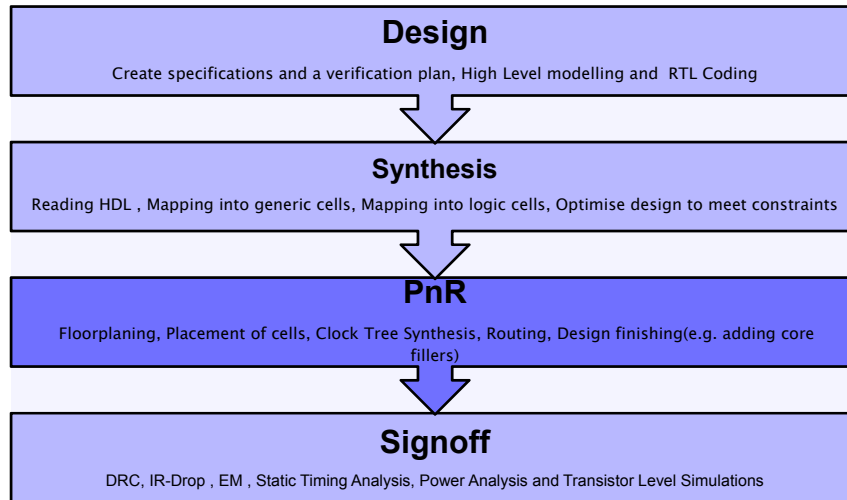 Design
Create specifications and a verification plan, High Level modelling and RTL Coding
Synthesis
Reading HDL , Mapping into generic cells, Mapping into logic cells, Optimise design to meet constraints
PnR
Floorplaning, Placement of cells, Clock Tree Synthesis, Routing, Design finishing(e.g. adding core
fillers)
Signoff
DRC, IR-Drop , EM , Static Timing Analysis, Power Analysis and Transistor Level Simulations